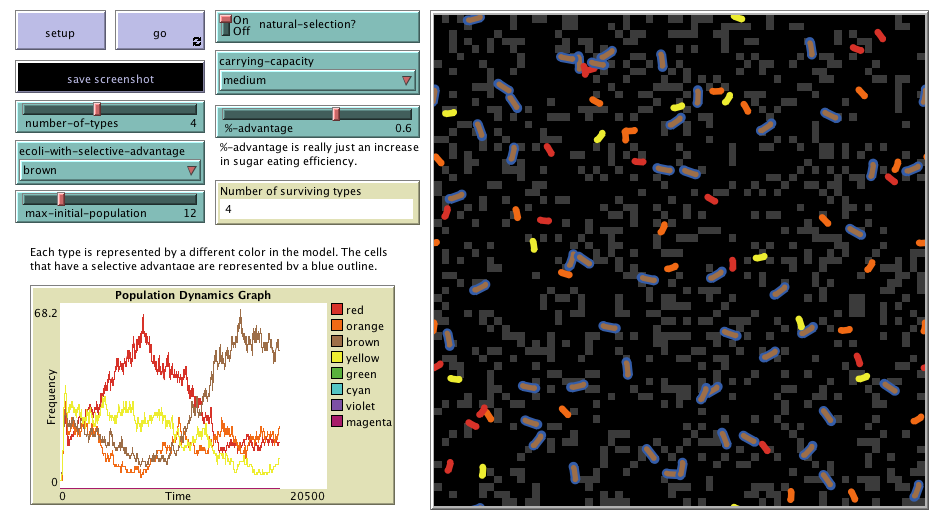 setup
go
On
Off
natural-selection?
save screenshot
carrying-capacity
medium
number-of-types 4
%-advantage 0.6
ecoli-with-selective-advantage
brown
%-advantage is really just an increase
in sugar eating efficiency.
max-initial-population 12
Number of surviving types
4
Each type is represented by a different color in the model. The cells
that have a selective advantage are represented by a blue outline.
Population Dynamics Graph
68.2
Frequency
0
0
Time
20500
red
orange
brown
yellow
green
cyan
violet
magenta